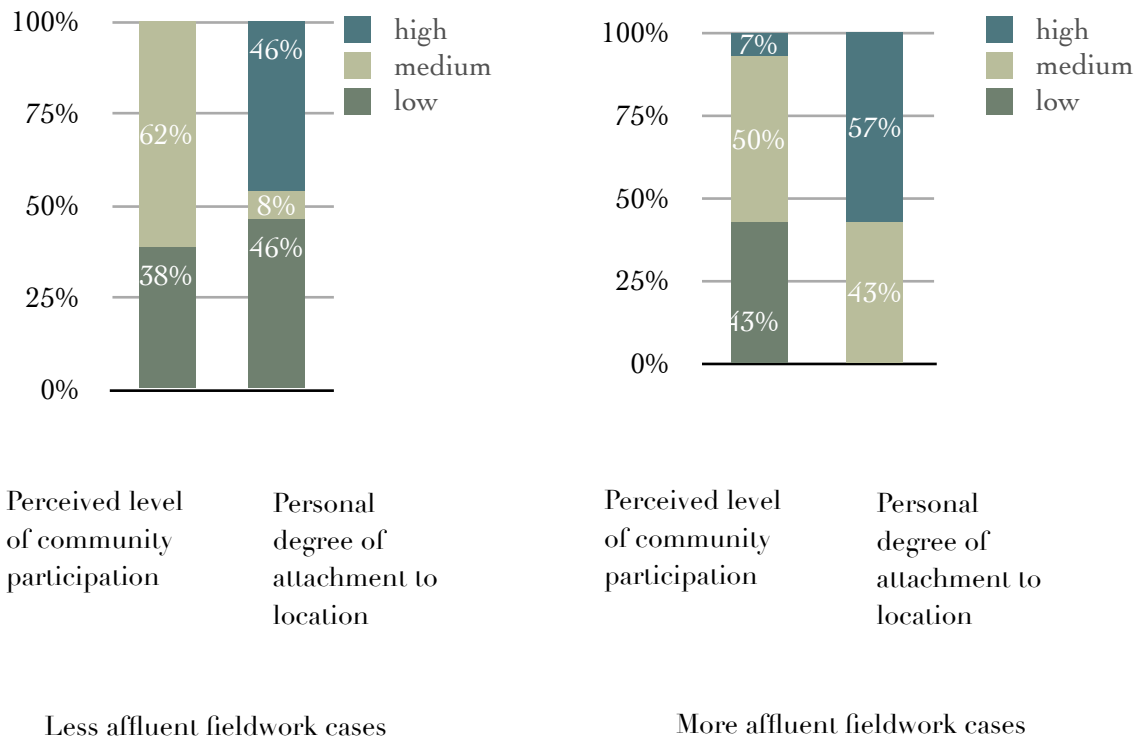 100%
75%
50%
25%
0%
62%
38%
46%
8%
46%
high
medium
low
Perceived level
of community
participation
Personal
degree of
attachment to
location
Less affluent fieldwork cases
100%
75%
50%
25%
0%
7%
50%
43%
57%
43%
high
medium
low
Perceived level
of community
participation
Personal
degree of
attachment to
location
More affluent fieldwork cases